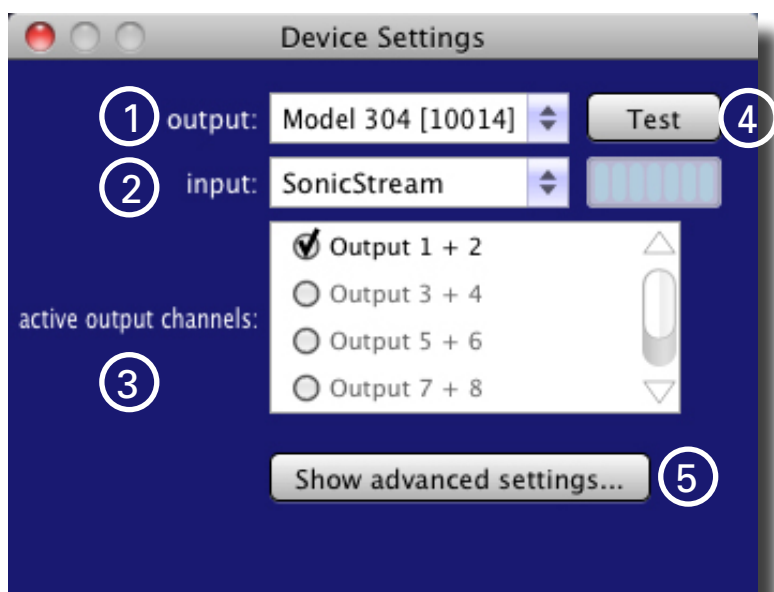 Device Settings
1 output: Model 304 [10014] Test 4
2 input: SonicStream
Output 1 + 2
Output 3 + 4
active output channels:
Output 5 + 6
3
Output 7 + 8
Show advanced settings... 5